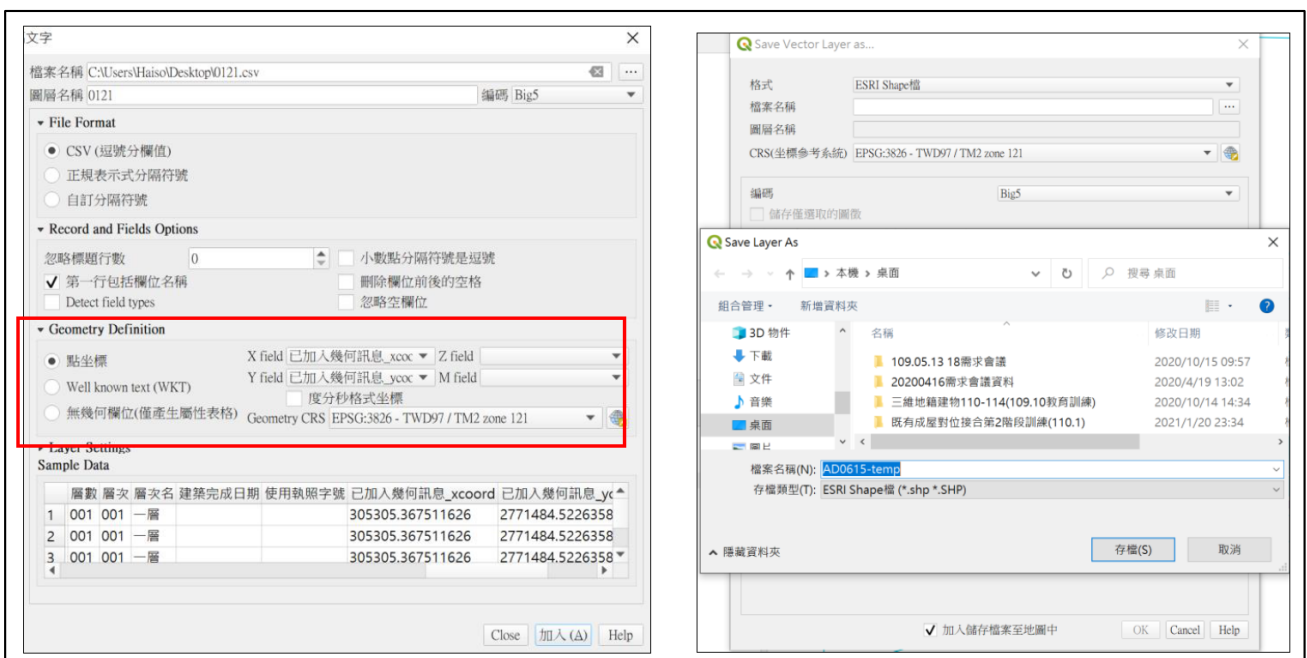 文字
檔案名稱 C:\Users\Haiso\Desktop\0121.csv ...
圖層名稱 0121 編碼 Big5
File Format
CSV (逗號分欄值)
正規表示式分隔符號
自訂分隔符號
Record and Fields Options
忽略標題行數 0 小數點分隔符號是逗號
第一行包括欄位名稱 刪除欄位前後的空格
Detect field types 忽略空欄位
Geometry Definition
點坐標 X field 已加入幾何訊息_xcoc Z field
Well known text (WKT) Y field 已加入幾何訊息_ycoc M field
度分秒格式坐標
無幾何欄位(僅產生屬性表格) Geometry CRS EPSG:3826 - TWD97 / TM2 zone 121
Layer Settings
Sample Data
層數 層次 層次名 建築完成日期 使用執照字號 已加入幾何訊息_xcoord 已加入幾何訊息_yc
1 001 001 一層 305305.367511626 2771484.5226358
2 001 001 一層 305305.367511626 2771484.5226358
3 001 001 一層 305305.367511626 2771484.5226358
Close 加入 (A) Help
Save Vector Layer as...
格式 ESRI Shape檔
檔案名稱 ...
圖層名稱
CRS(坐標參考系統) EPSG:3826 - TWD97 / TM2 zone 121
編碼 Big5
儲存僅選取的圖徵
Save Layer As
本機 › 桌面 搜尋 桌面
組合管理 新增資料夾
3D 物件 名稱 修改日期
下載 109.05.13 18需求會議 2020/10/15 09:57
文件 20200416需求會議資料 2020/4/19 13:02
音樂 三維地籍建物110-114(109.10教育訓練) 2020/10/14 14:34
桌面 既有成屋對位接合第2階段訓練(110.1) 2021/1/20 23:34
圖片
檔案名稱(N): AD0615-temp
存檔類型(T): ESRI Shape檔 (*.shp *.SHP)
隱藏資料夾 存檔(S) 取消
加入儲存檔案至地圖中 OK Cancel Help